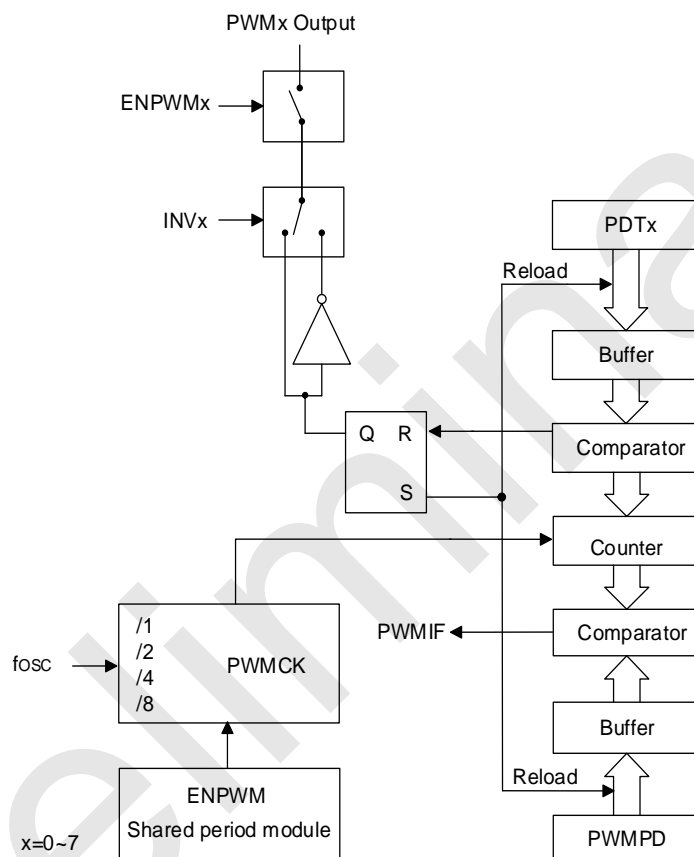 PWMx Output
ENPWMx
INVx
PDTx
Reload
Buffer
Q R
S
Comparator
Counter
/1
/2
/4
/8
PWMCK
fosc
PWMIF
Comparator
Buffer
Reload
ENPWM
Shared period module
PWMPD
x=0~7